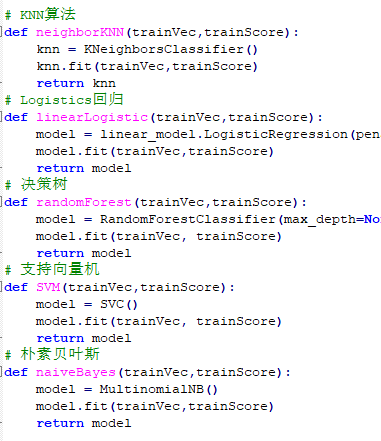 # KNN算法
def neighborKNN(trainVec,trainScore):
    knn = KNeighborsClassifier()
    knn.fit(trainVec,trainScore)
    return knn
# Logistics回归
def linearLogistic(trainVec,trainScore):
    model = linear_model.LogisticRegression(pen
    model.fit(trainVec,trainScore)
    return model
# 决策树
def randomForest(trainVec,trainScore):
    model = RandomForestClassifier(max_depth=No
    model.fit(trainVec, trainScore)
    return model
# 支持向量机
def SVM(trainVec,trainScore):
    model = SVC()
    model.fit(trainVec, trainScore)
    return model
# 朴素贝叶斯
def naiveBayes(trainVec,trainScore):
    model = MultinomialNB()
    model.fit(trainVec,trainScore)
    return model